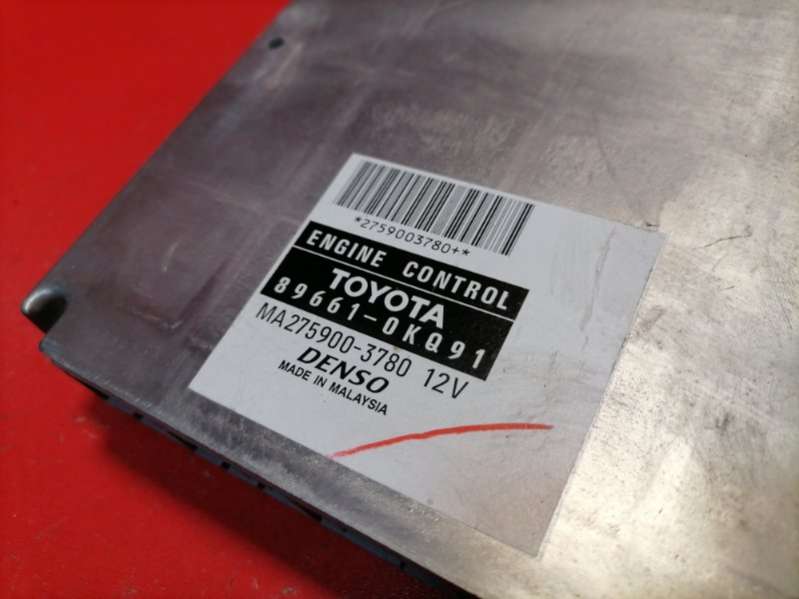 *2759003780+*
ENGINE CONTROL
TOYOTA
89661-0KQ91
MA275900-3780 12V
DENSO
MADE IN MALAYSIA